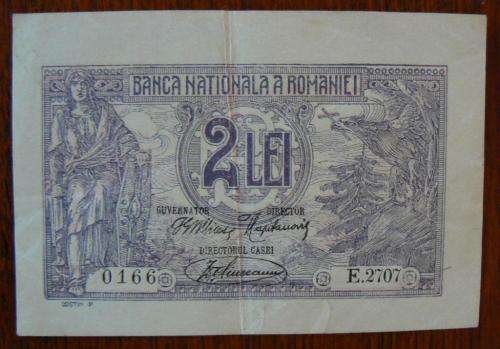 BANCA NATIONALA A ROMANIEI
2 LEI
GUVERNATOR DIRECTOR
DIRECTORUL CASEI
0166 E.2707